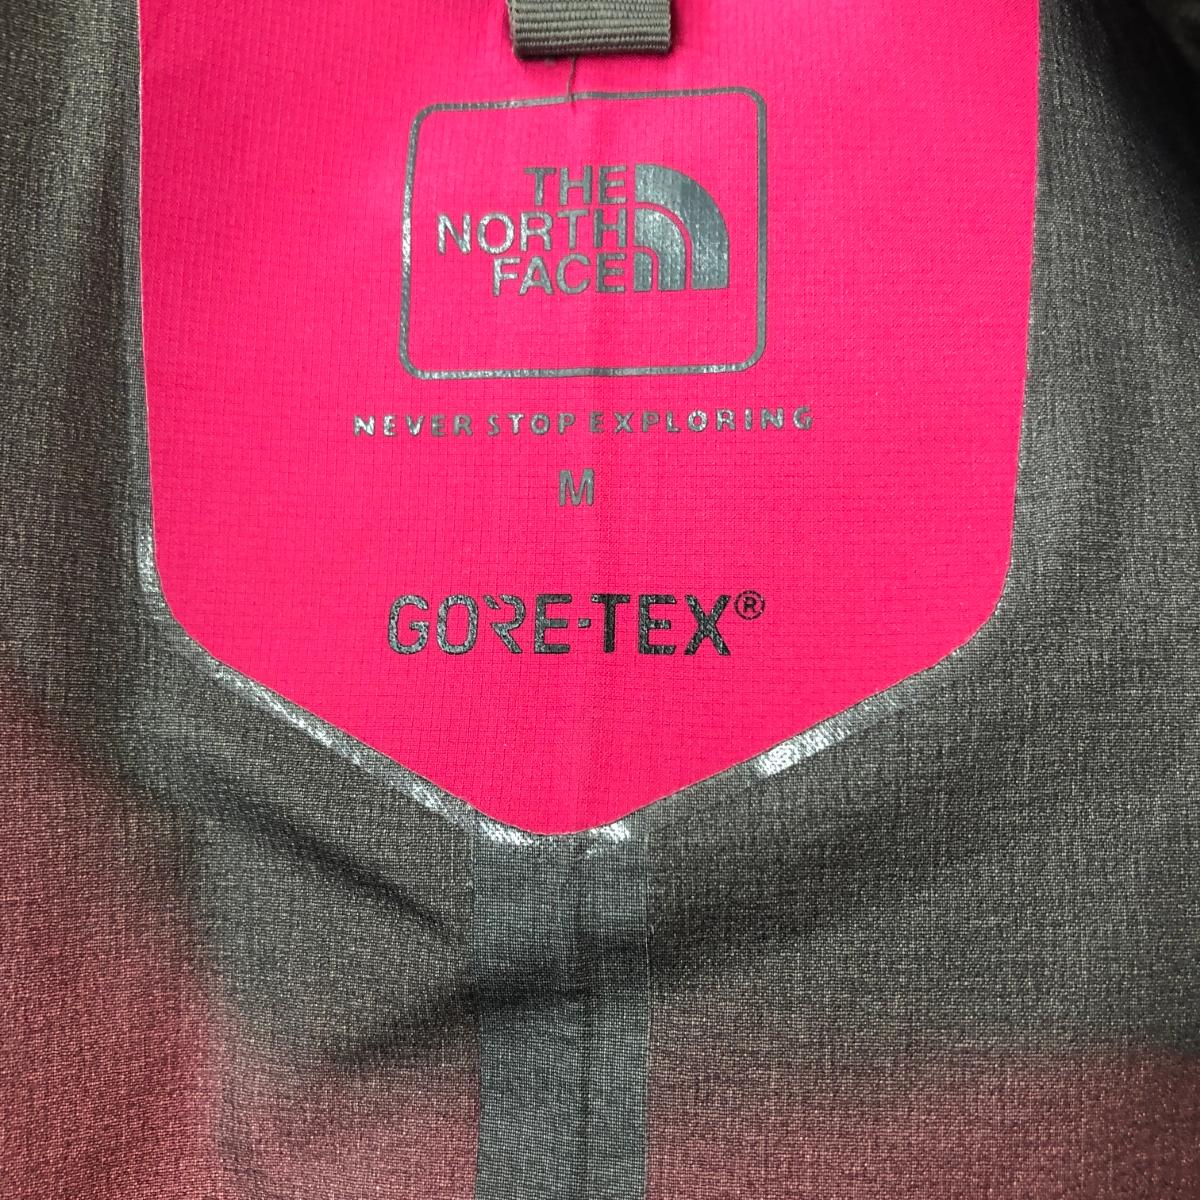 THE
NORTH
FACE
NEVER STOP EXPLORING
M
GORE-TEX®